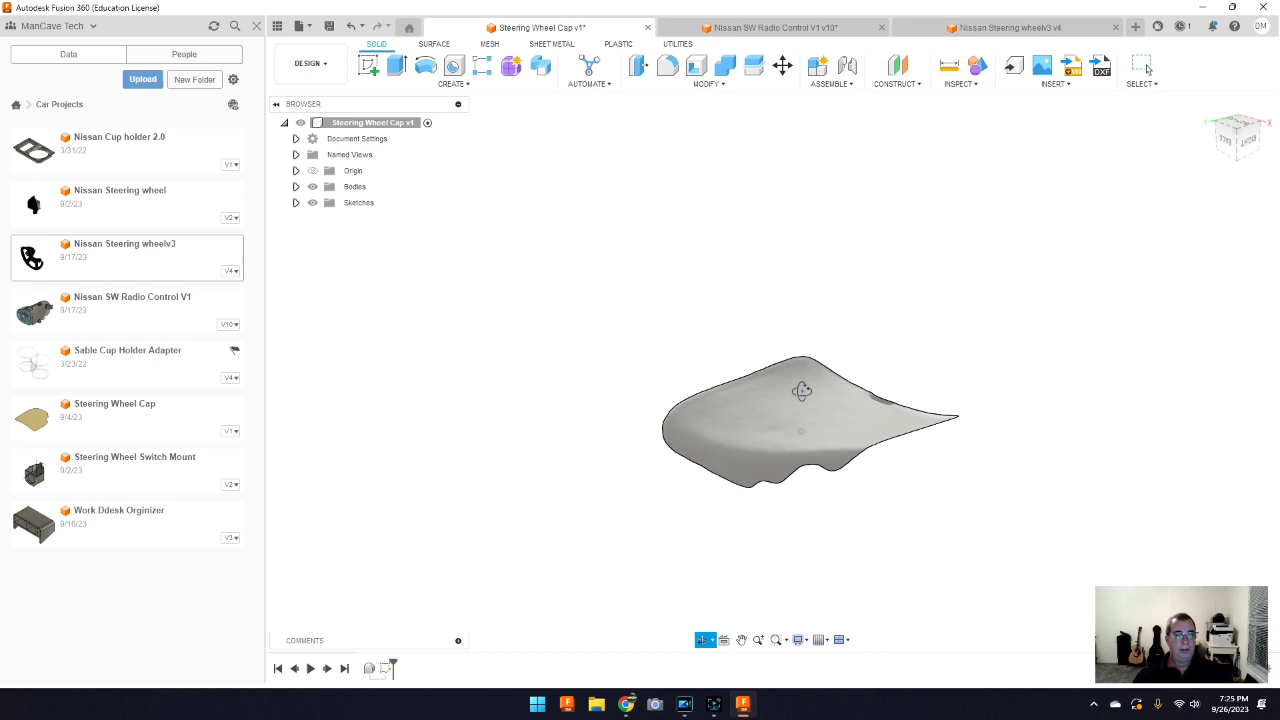 Autodesk Fusion 360 (Education License)
ManCave Tech
Steering Wheel Cap v1*
Nissan SW Radio Control V1 v10*
Nissan Steering wheelv3 v4
1
DM
Data
People
SOLID
SURFACE
MESH
SHEET METAL
PLASTIC
UTILITIES
DESIGN
Upload
New Folder
CREATE
AUTOMATE
MODIFY
ASSEMBLE
CONSTRUCT
INSPECT
INSERT
SELECT
DXF
Car Projects
BROWSER
Steering Wheel Cap v1
Document Settings
Named Views
Origin
Bodies
Sketches
Nissan Cup holder 2.0
3/31/22
V1
Nissan Steering wheel
9/2/23
V2
Nissan Steering wheelv3
9/17/23
V4
Nissan SW Radio Control V1
9/17/23
V10
Sable Cup Holder Adapter
3/23/22
V4
Steering Wheel Cap
9/4/23
V1
Steering Wheel Switch Mount
9/2/23
V2
Work Ddesk Orginizer
9/16/23
V3
BACK
RIGHT
X
COMMENTS
7:25 PM
9/26/2023